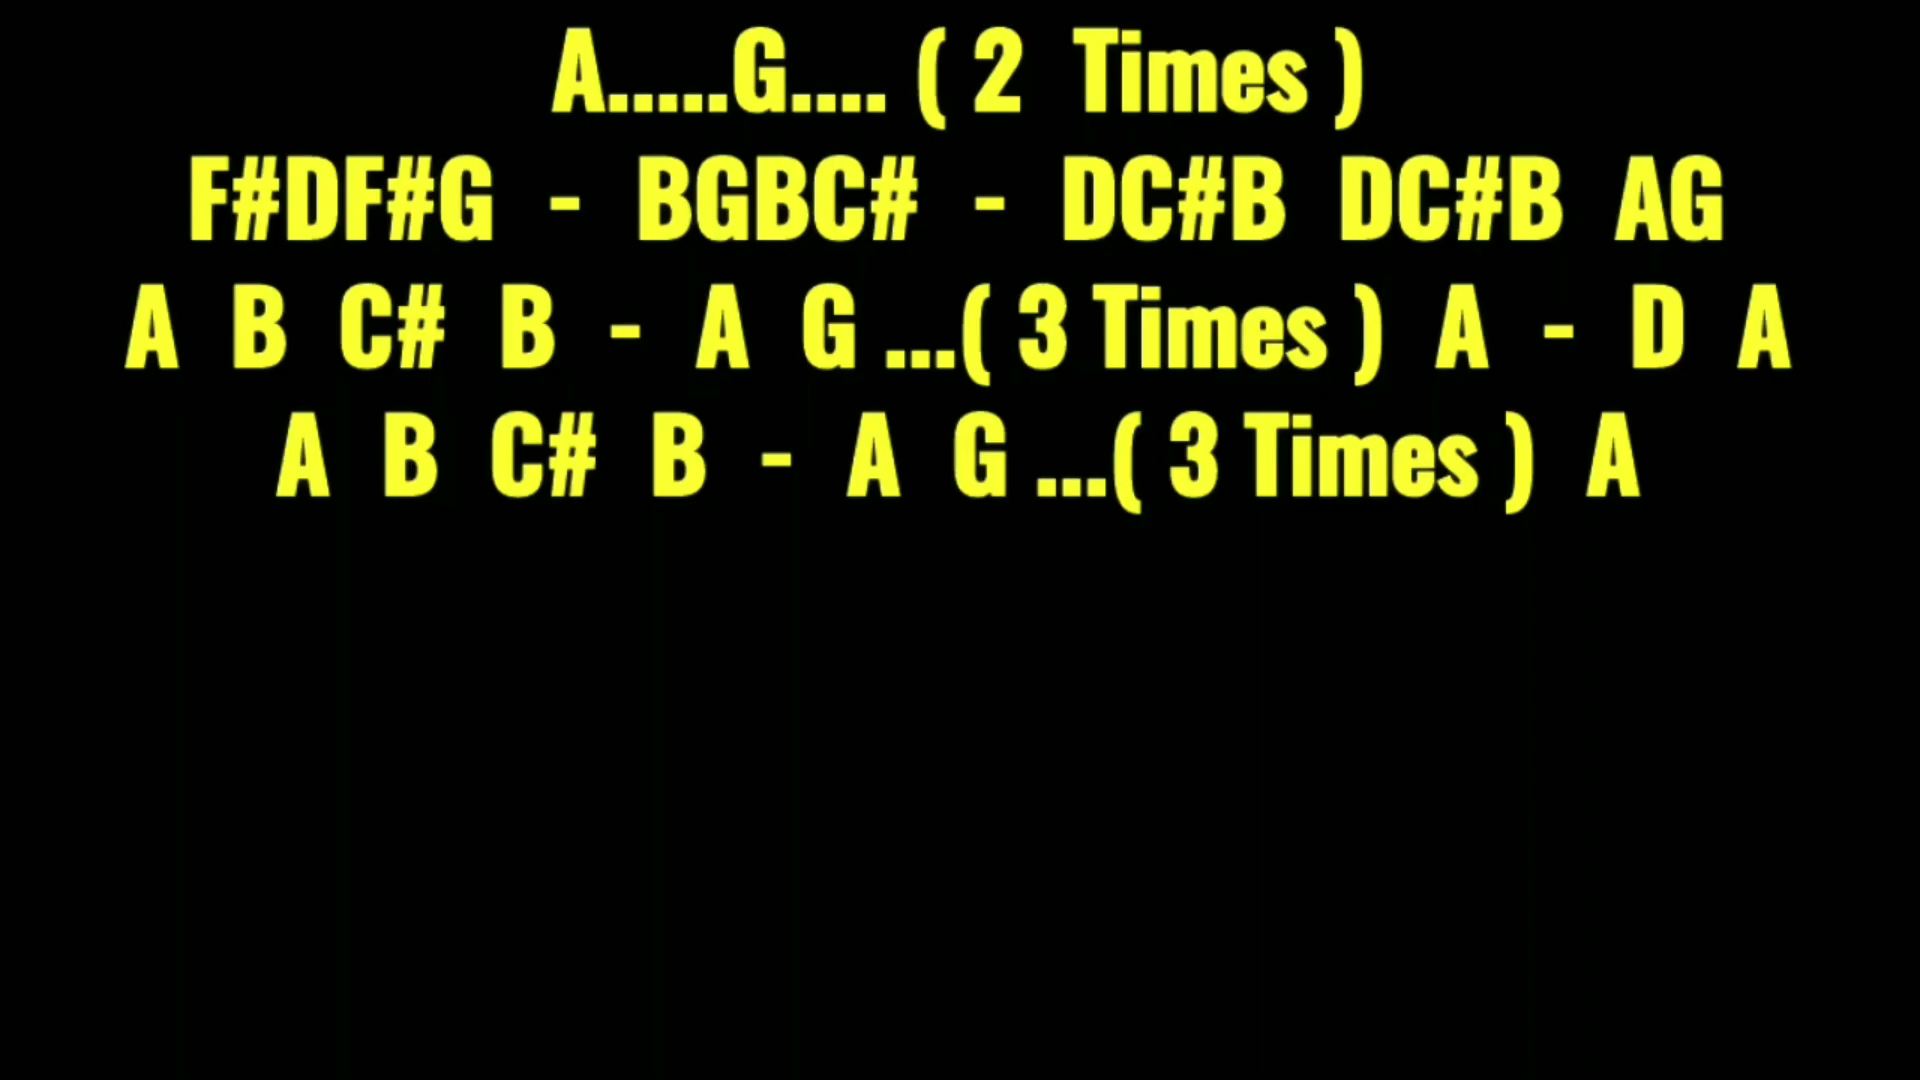 A.....G.... ( 2 Times )
F#DF#G - BGBC# - DC#B DC#B AG
A B C# B - A G ...( 3 Times ) A - D A
A B C# B - A G ...( 3 Times ) A